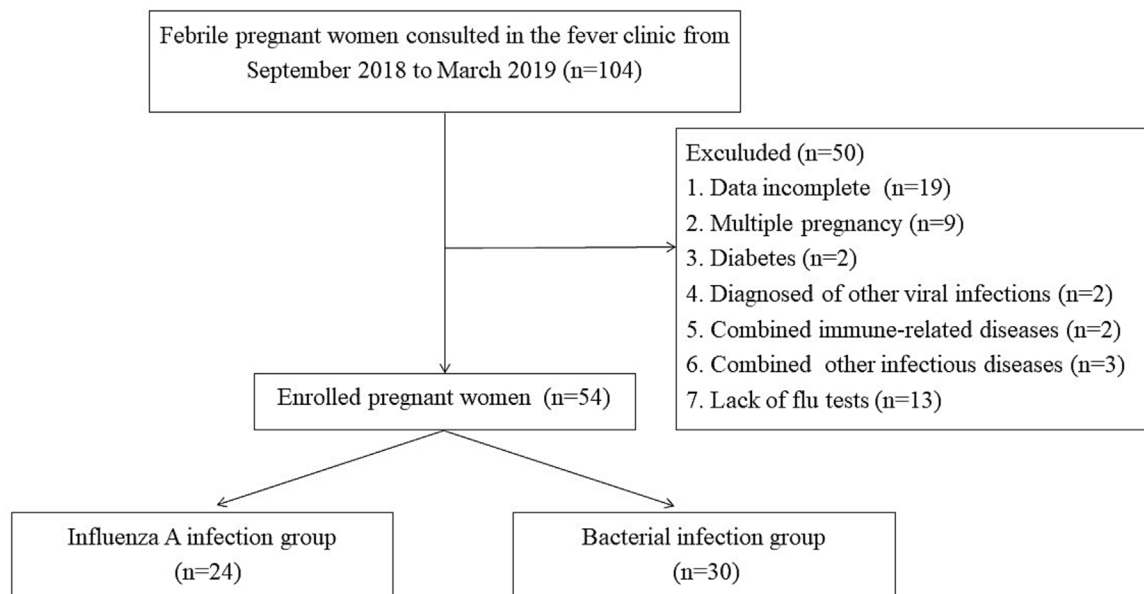 Febrile pregnant women consulted in the fever clinic from
September 2018 to March 2019 (n=104)
Exculuded (n=50)
1. Data incomplete (n=19)
2. Multiple pregnancy (n=9)
3. Diabetes (n=2)
4. Diagnosed of other viral infections (n=2)
5. Combined immune-related diseases (n=2)
6. Combined other infectious diseases (n=3)
7. Lack of flu tests (n=13)
Enrolled pregnant women (n=54)
Influenza A infection group
(n=24)
Bacterial infection group
(n=30)